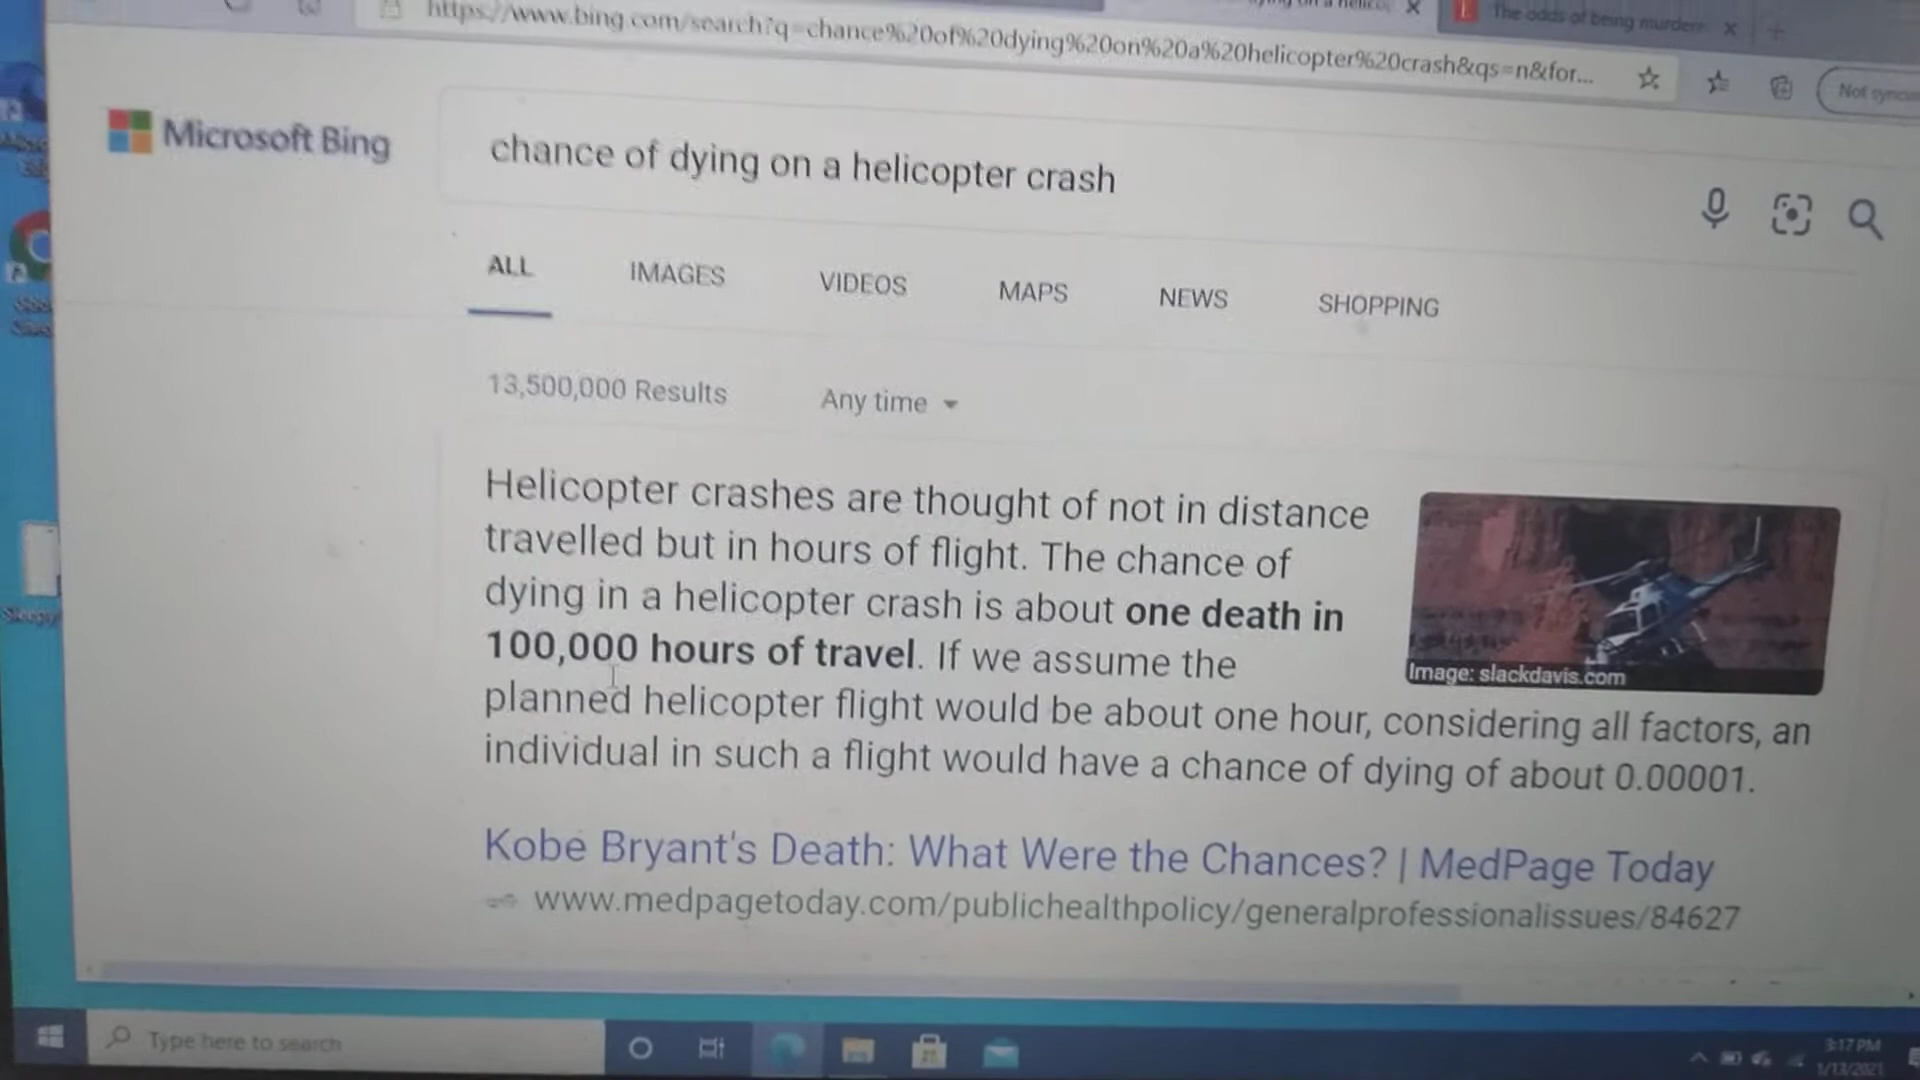 https://www.bing.com/search?q=chance%20of%20dying%20on%20a%20helicopter%20crash&qs=n&for...
The odds of being murdere
Not syncin
Microsoft Bing
chance of dying on a helicopter crash
ALL IMAGES VIDEOS MAPS NEWS SHOPPING
13,500,000 Results Any time
Helicopter crashes are thought of not in distance
travelled but in hours of flight. The chance of
dying in a helicopter crash is about one death in
100,000 hours of travel. If we assume the
planned helicopter flight would be about one hour, considering all factors, an
individual in such a flight would have a chance of dying of about 0.00001.
Image: slackdavis.com
Kobe Bryant's Death: What Were the Chances? | MedPage Today
www.medpagetoday.com/publichealthpolicy/generalprofessionalissues/84627
Type here to search
3:17 PM
1/13/2021